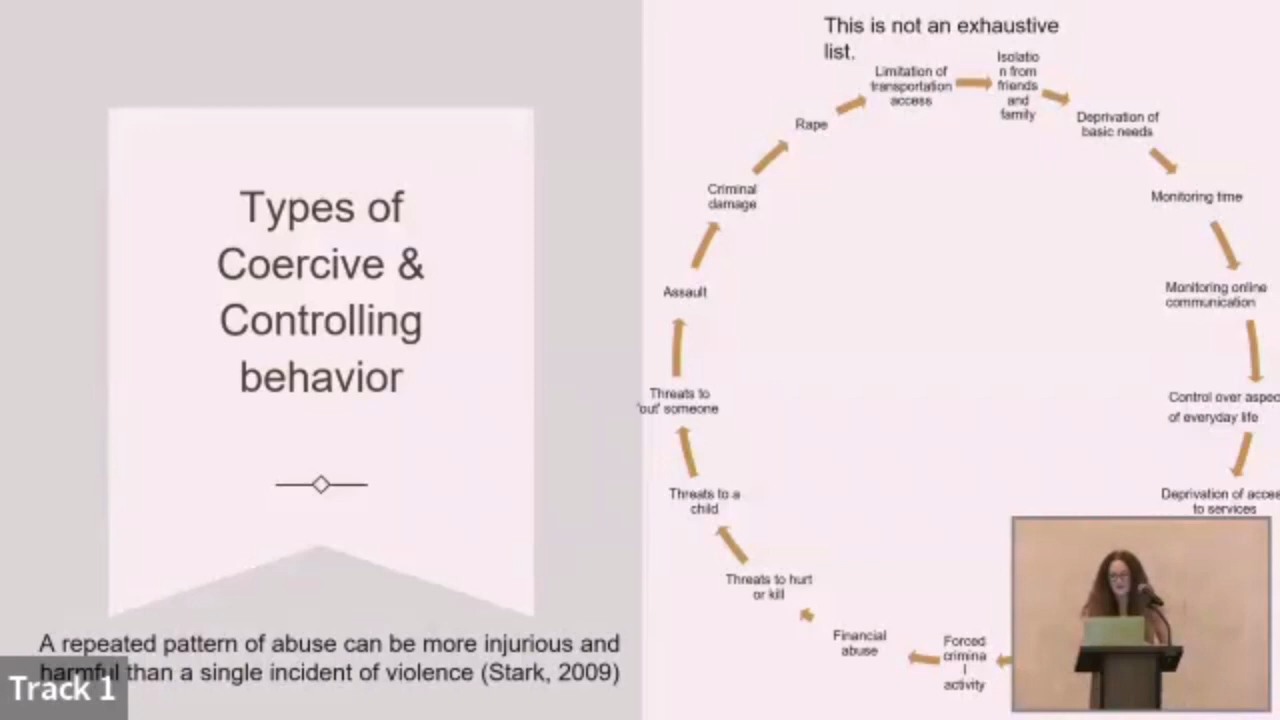 Types of
Coercive &
Controlling
behavior
A repeated pattern of abuse can be more injurious and
harmful than a single incident of violence (Stark, 2009)
Track 1
This is not an exhaustive
list.
Limitation of
transportation
access
Isolatio
n from
friends
and
family
Deprivation of
basic needs
Monitoring time
Monitoring online
communication
Control over aspec
of everyday life
Deprivation of acces
to services
Forced
crimina
l
activity
Financial
abuse
Threats to hurt
or kill
Threats to a
child
Threats to
'out' someone
Assault
Criminal
damage
Rape